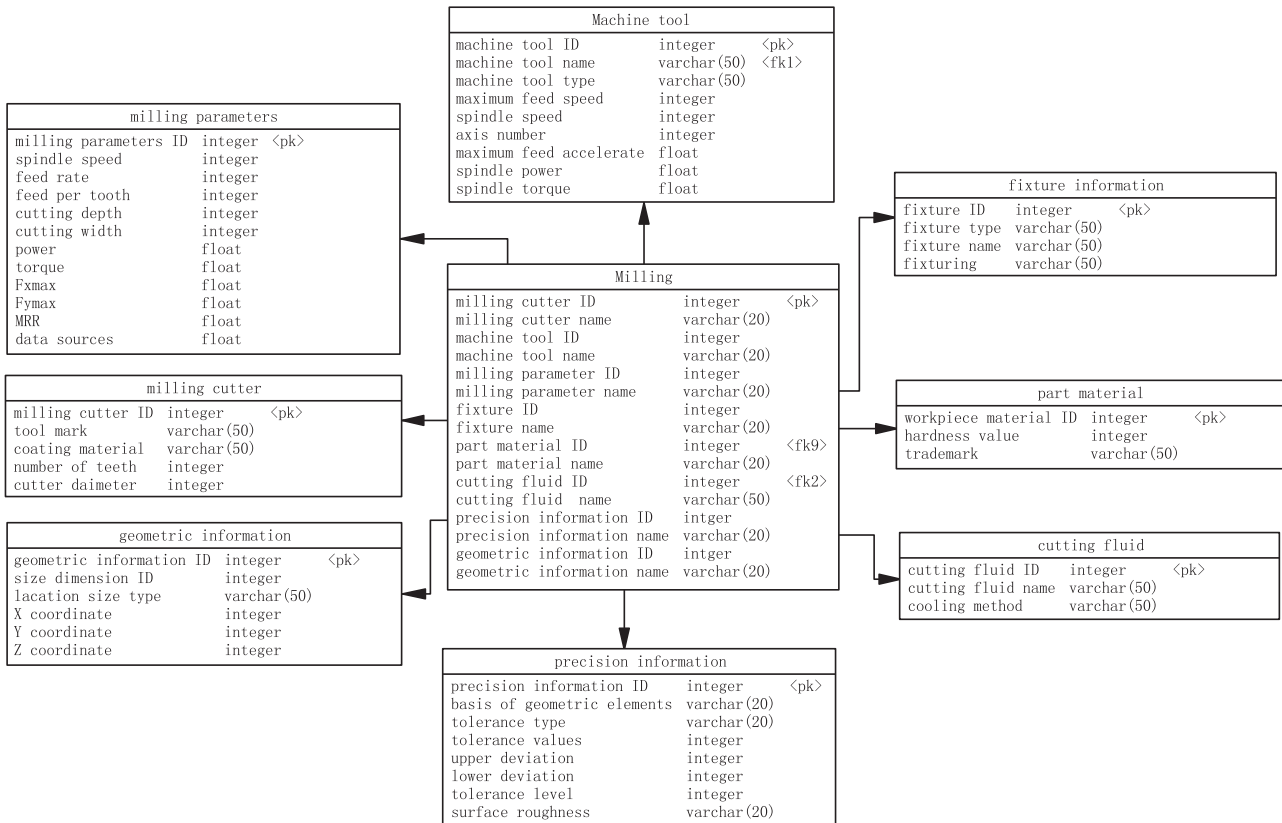 Machine tool
machine tool ID integer <pk>
machine tool name varchar(50) <fk1>
machine tool type varchar(50)
maximum feed speed integer
spindle speed integer
axis number integer
maximum feed accelerate float
spindle power float
spindle torque float
milling parameters
milling parameters ID integer <pk>
spindle speed integer
feed rate integer
feed per tooth integer
cutting depth integer
cutting width integer
power float
torque float
Fxmax float
Fymax float
MRR float
data sources float
fixture information
fixture ID integer <pk>
fixture type varchar(50)
fixture name varchar(50)
fixturing varchar(50)
Milling
milling cutter ID integer <pk>
milling cutter name varchar(20)
machine tool ID integer
machine tool name varchar(20)
milling parameter ID integer
milling parameter name varchar(20)
fixture ID integer
fixture name varchar(20)
part material ID integer <fk9>
part material name varchar(20)
cutting fluid ID integer <fk2>
cutting fluid name varchar(50)
precision information ID intger
precision information name varchar(20)
geometric information ID intger
geometric information name varchar(20)
milling cutter
milling cutter ID integer <pk>
tool mark varchar(50)
coating material varchar(50)
number of teeth integer
cutter daimeter integer
part material
workpiece material ID integer <pk>
hardness value integer
trademark varchar(50)
geometric information
geometric information ID integer <pk>
size dimension ID integer
lacation size type varchar(50)
X coordinate integer
Y coordinate integer
Z coordinate integer
cutting fluid
cutting fluid ID integer <pk>
cutting fluid name varchar(50)
cooling method varchar(50)
precision information
precision information ID integer <pk>
basis of geometric elements varchar(20)
tolerance type varchar(20)
tolerance values integer
upper deviation integer
lower deviation integer
tolerance level integer
surface roughness varchar(20)